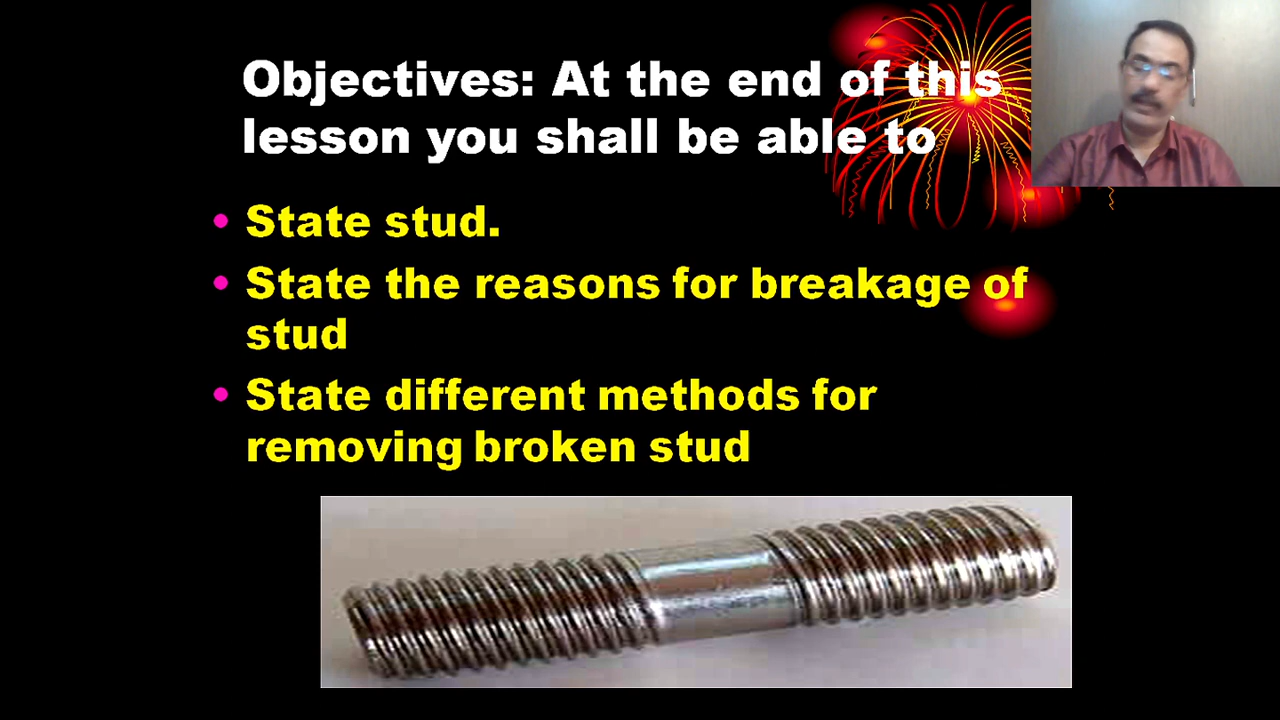 Objectives: At the end of this
lesson you shall be able to
• State stud.
• State the reasons for breakage of
stud
• State different methods for
removing broken stud